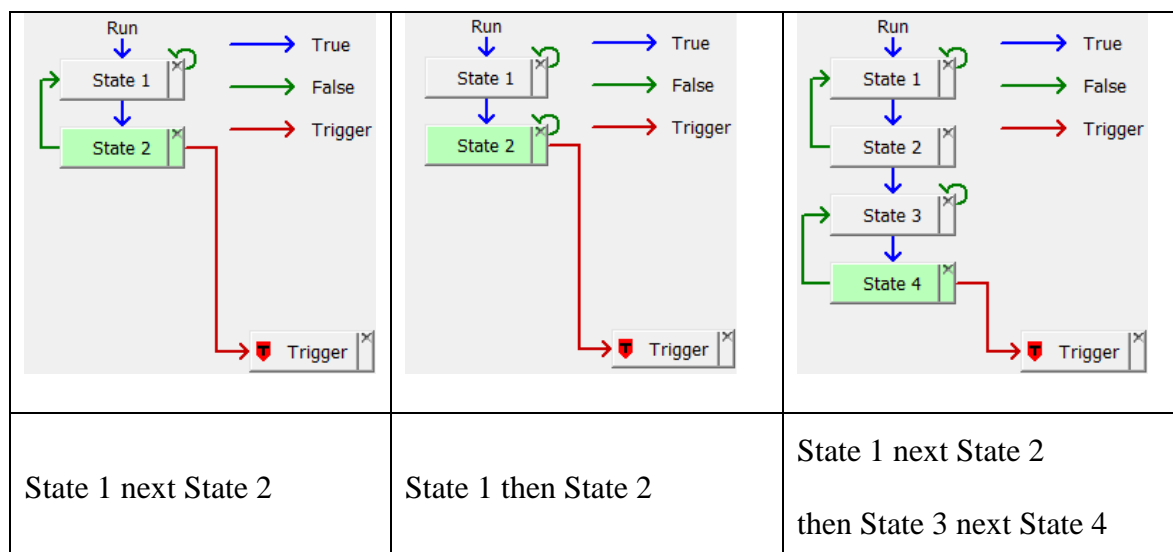 Run
True
State 1
False
Trigger
State 2
Trigger
Run
True
State 1
False
Trigger
State 2
Trigger
Run
True
State 1
False
Trigger
State 2
State 3
State 4
Trigger
State 1 next State 2
State 1 then State 2
State 1 next State 2
then State 3 next State 4